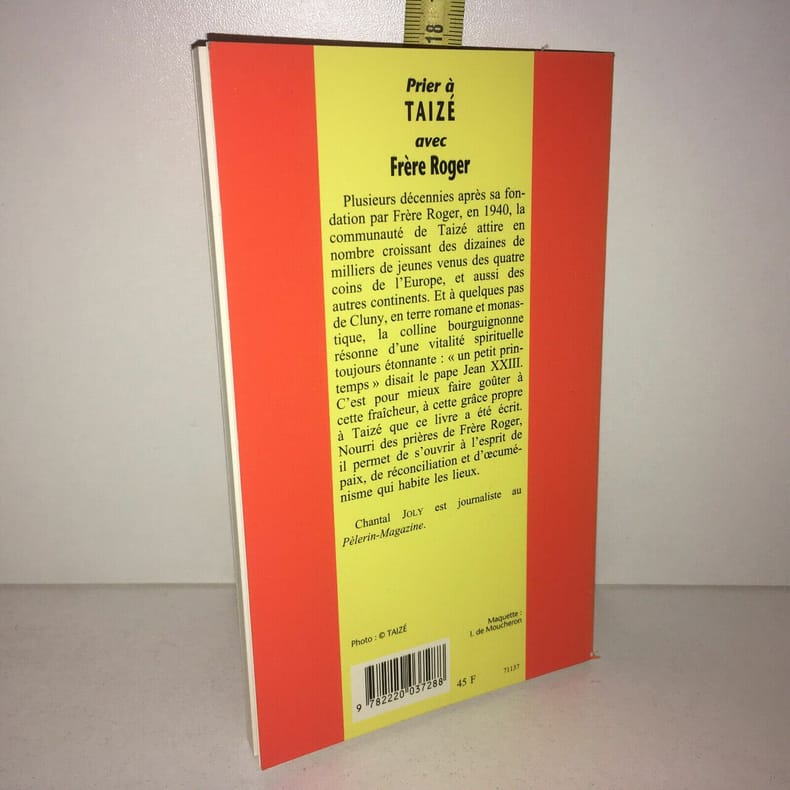 18
Prier à
TAIZÉ
avec
Frère Roger
Plusieurs décennies après sa fon-
dation par Frère Roger, en 1940, la
communauté de Taizé attire en
nombre croissant des dizaines de
milliers de jeunes venus des quatre
coins de l'Europe, et aussi des
autres continents. Et à quelques pas
de Cluny, en terre romane et monas-
tique, la colline bourguignonne
résonne d'une vitalité spirituelle
toujours étonnante : « un petit prin-
temps » disait le pape Jean XXIII.
C'est pour mieux faire goûter à
cette fraîcheur, à cette grâce propre
à Taizé que ce livre a été écrit.
Nourri des prières de Frère Roger,
il permet de s'ouvrir à l'esprit de
paix, de réconciliation et d'œcumé-
nisme qui habite les lieux.
Chantal JOLY est journaliste au
Pèlerin-Magazine.
Photo : © TAIZÉ
Maquette :
I. de Moucheron
9 782220 037288
45 F
71137